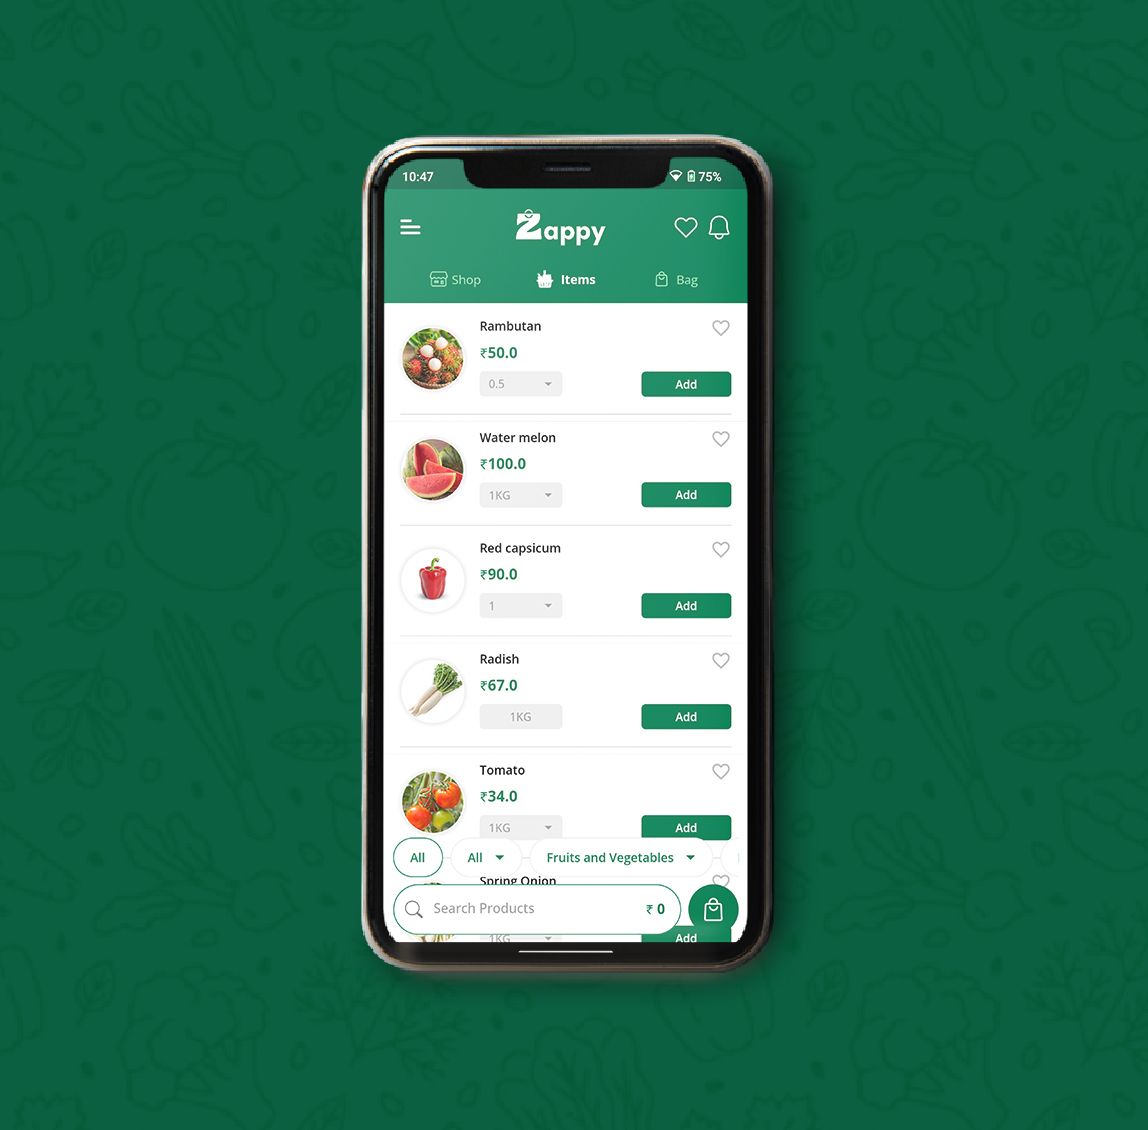 10:47
75%
Zappy
Shop
Items
Bag
Rambutan
₹50.0
0.5
Add
Water melon
₹100.0
1KG
Add
Red capsicum
₹90.0
1
Add
Radish
₹67.0
1KG
Add
Tomato
₹34.0
1KG
Add
All
All
Fruits and Vegetables
Spring Onion
Search Products
₹ 0
1KG
Add